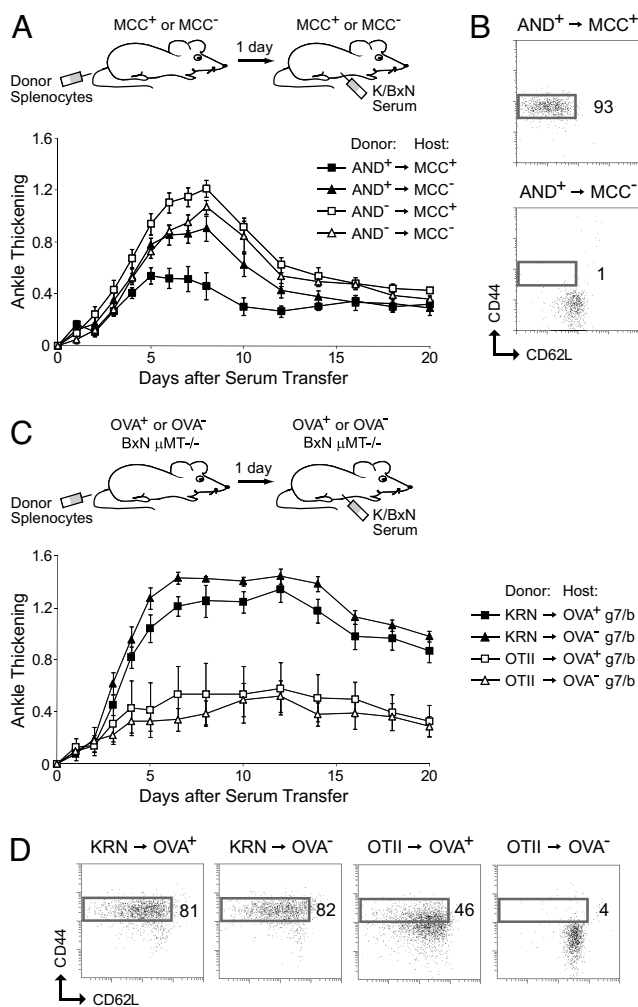 A
MCC+ or MCC-
MCC+ or MCC-
1 day
Donor
Splenocytes
K/BxN
Serum
Donor: Host:
AND+ → MCC+
AND+ → MCC-
AND- → MCC+
AND- → MCC-
Ankle Thickening
1.6
1.2
0.8
0.4
0
0 5 10 15 20
Days after Serum Transfer
B
AND+ → MCC+
93
AND+ → MCC-
1
CD44
CD62L
C
OVA+ or OVA-
BxN µMT-/-
OVA+ or OVA-
BxN µMT-/-
1 day
Donor
Splenocytes
K/BxN
Serum
Ankle Thickening
1.6
1.2
0.8
0.4
0
0 5 10 15 20
Days after Serum Transfer
Donor: Host:
KRN → OVA+ g7/b
KRN → OVA- g7/b
OTII → OVA+ g7/b
OTII → OVA- g7/b
D
KRN → OVA+
KRN → OVA-
OTII → OVA+
OTII → OVA-
81
82
46
4
CD44
CD62L